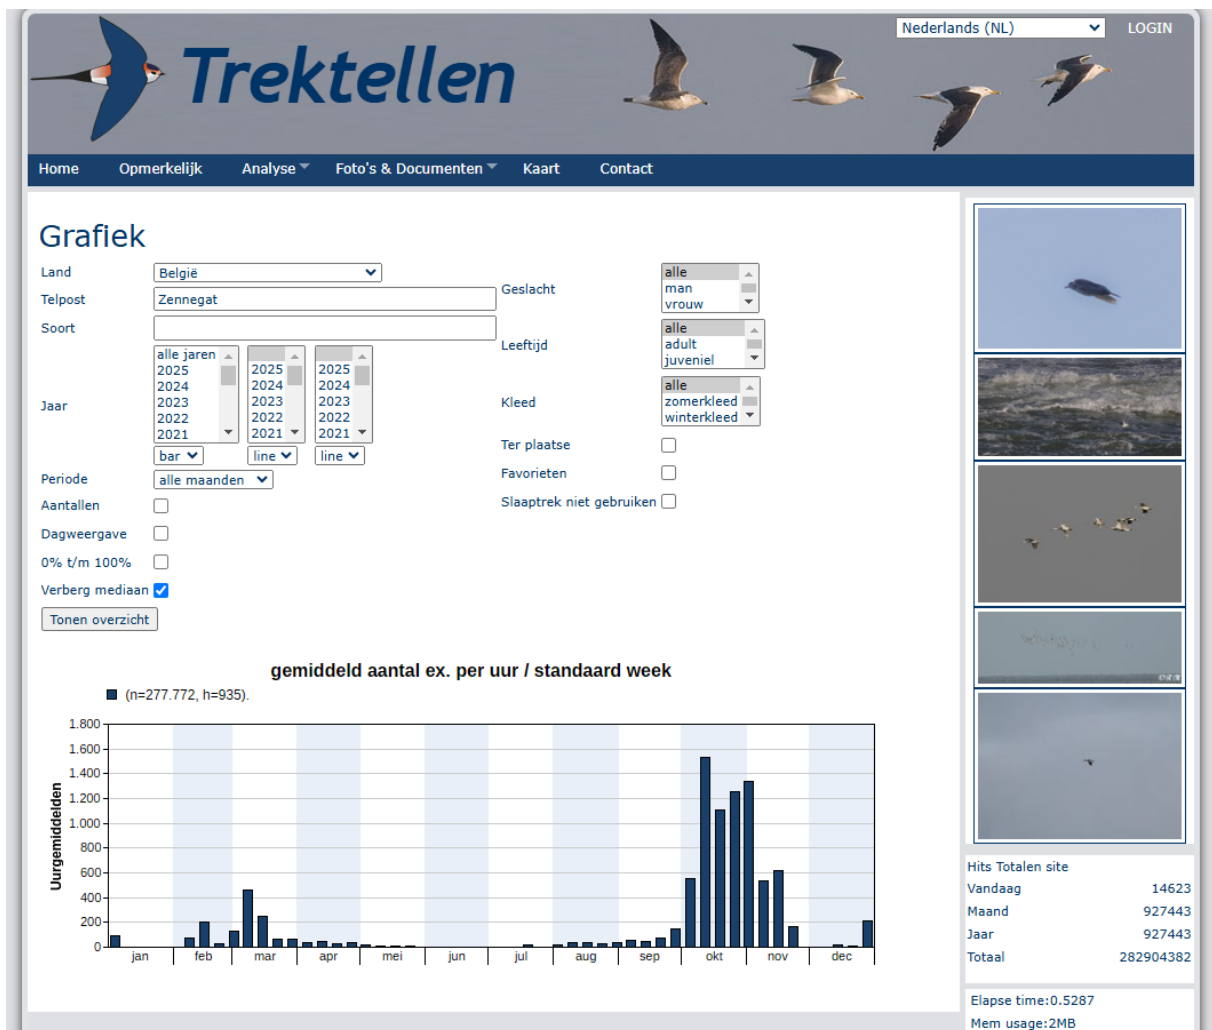 Trektellen
Nederlands (NL)
LOGIN
Home Opmerkelijk Analyse Foto's & Documenten Kaart Contact
Grafiek
Land België
Telpost Zennegat
Soort
Jaar
alle jaren
2025
2024
2023
2022
2021
2025
2024
2023
2022
2021
2025
2024
2023
2022
2021
bar line line
Periode alle maanden
Aantallen
Dagweergave
0% t/m 100%
Verberg mediaan
Tonen overzicht
Geslacht
alle
man
vrouw
Leeftijd
alle
adult
juveniel
Kleed
alle
zomerkleed
winterkleed
Ter plaatse
Favorieten
Slaaptrek niet gebruiken
gemiddeld aantal ex. per uur / standaard week
(n=277.772, h=935).
Uurgemiddelden
1.800
1.600
1.400
1.200
1.000
800
600
400
200
0
jan feb mar apr mei jun jul aug sep okt nov dec
Hits Totalen site
Vandaag 14623
Maand 927443
Jaar 927443
Totaal 282904382
Elapse time:0.5287
Mem usage:2MB